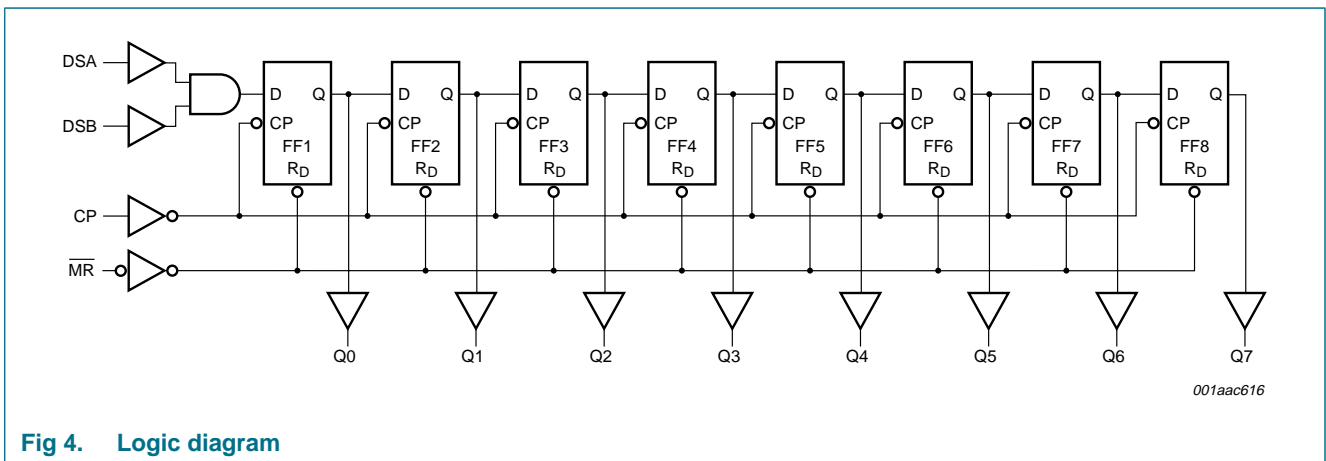 DSA
D Q D Q D Q D Q D Q D Q D Q D Q
DSB
CP CP CP CP CP CP CP CP
FF1 FF2 FF3 FF4 FF5 FF6 FF7 FF8
RD RD RD RD RD RD RD RD
CP
MR
Q0 Q1 Q2 Q3 Q4 Q5 Q6 Q7
001aac616
Fig 4. Logic diagram